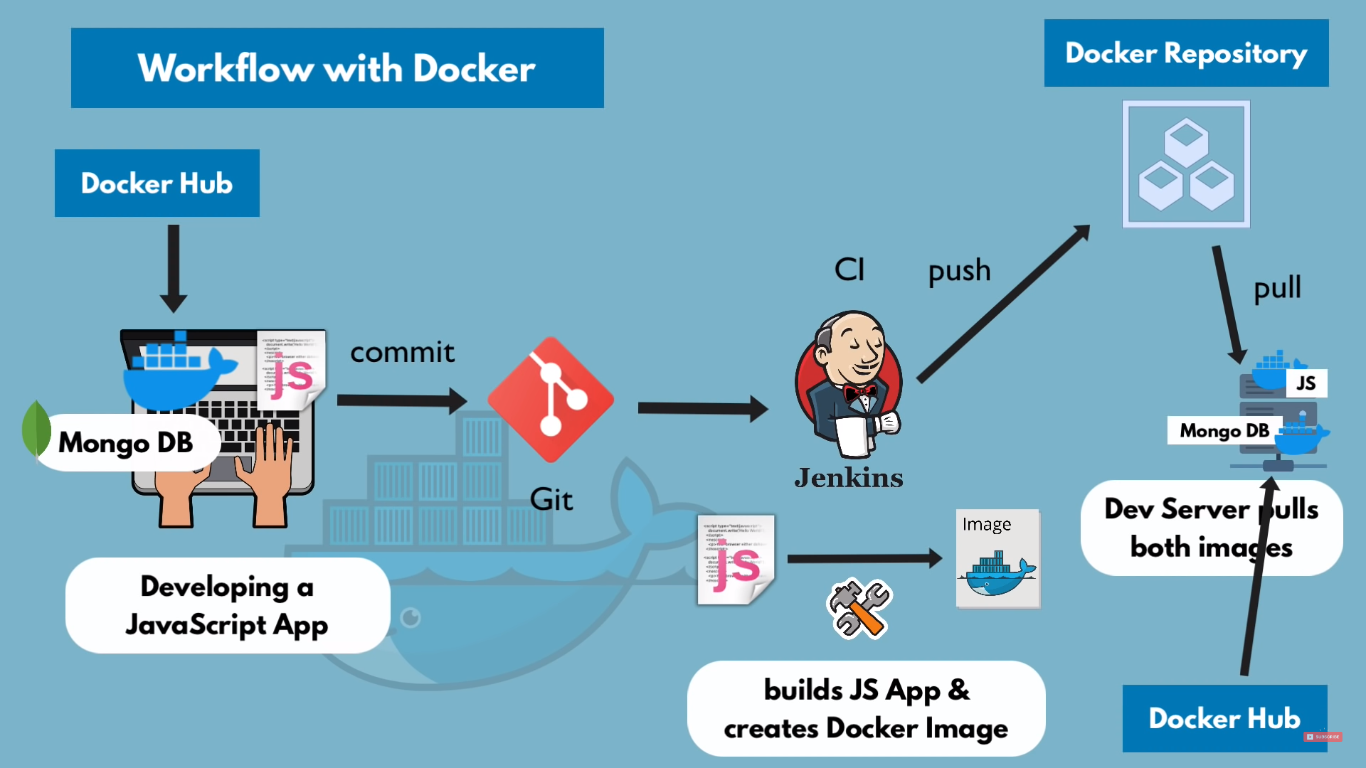 Workflow with Docker
Docker Repository
Docker Hub
CI
push
pull
commit
js
JS
Mongo DB
Mongo DB
Jenkins
Git
Dev Server pulls
both images
js
Image
Developing a
JavaScript App
builds JS App &
creates Docker Image
Docker Hub
SUBSCRIBE